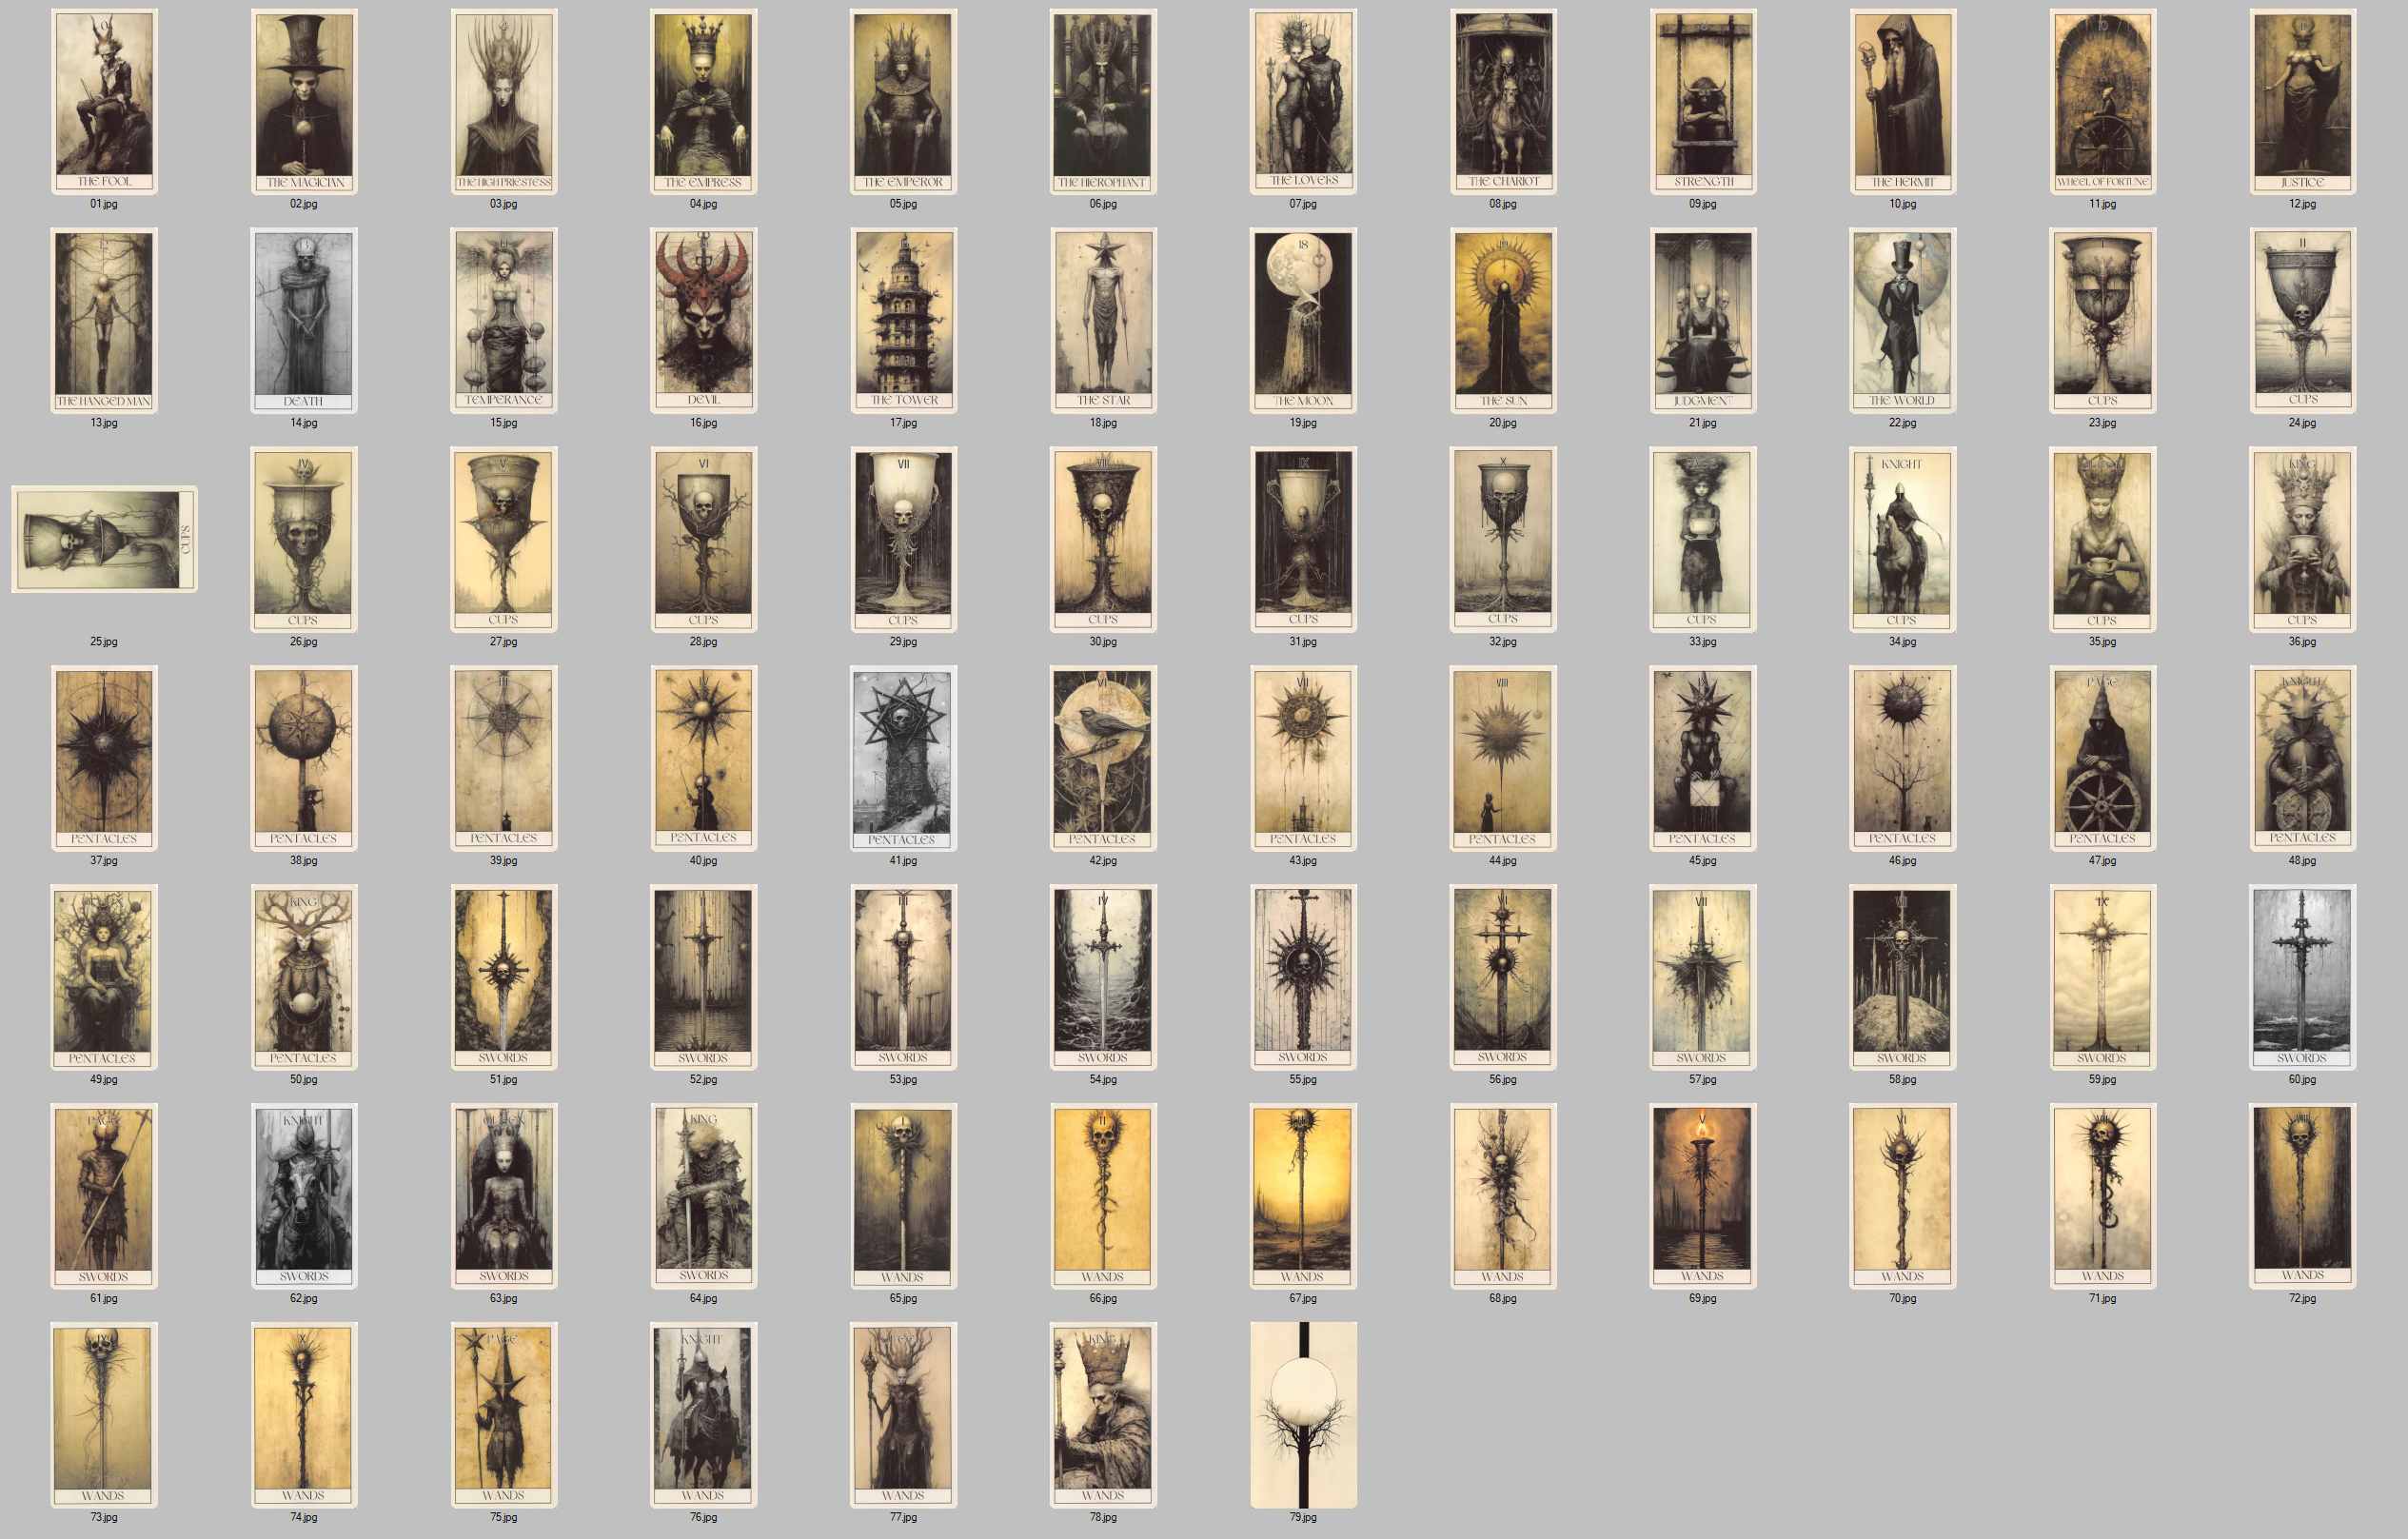 0
THE FOOL
01.jpg
THE MAGICIAN
02.jpg
THE HIGH PRIESTESS
03.jpg
THE EMPRESS
04.jpg
THE EMPEROR
05.jpg
THE HIEROPHANT
06.jpg
THE LOVERS
07.jpg
THE CHARIOT
08.jpg
STRENGTH
09.jpg
THE HERMIT
10.jpg
10
WHEEL OF FORTUNE
11.jpg
11
JUSTICE
12.jpg
12
THE HANGED MAN
13.jpg
13
DEATH
14.jpg
TEMPERANCE
15.jpg
DEVIL
16.jpg
THE TOWER
17.jpg
THE STAR
18.jpg
18
THE MOON
19.jpg
19
THE SUN
20.jpg
JUDGMENT
21.jpg
THE WORLD
22.jpg
I
CUPS
23.jpg
II
CUPS
24.jpg
III
CUPS
25.jpg
IV
CUPS
26.jpg
V
CUPS
27.jpg
VI
CUPS
28.jpg
VII
CUPS
29.jpg
VIII
CUPS
30.jpg
IX
CUPS
31.jpg
X
CUPS
32.jpg
CUPS
33.jpg
KNIGHT
CUPS
34.jpg
CUPS
35.jpg
KING
CUPS
36.jpg
PENTACLES
37.jpg
PENTACLES
38.jpg
III
PENTACLES
39.jpg
IV
PENTACLES
40.jpg
PENTACLES
41.jpg
VI
PENTACLES
42.jpg
VII
PENTACLES
43.jpg
VIII
PENTACLES
44.jpg
IX
PENTACLES
45.jpg
X
PENTACLES
46.jpg
PAGE
PENTACLES
47.jpg
KNIGHT
PENTACLES
48.jpg
PENTACLES
49.jpg
KING
PENTACLES
50.jpg
SWORDS
51.jpg
II
SWORDS
52.jpg
III
SWORDS
53.jpg
IV
SWORDS
54.jpg
SWORDS
55.jpg
VI
SWORDS
56.jpg
VII
SWORDS
57.jpg
SWORDS
58.jpg
IX
SWORDS
59.jpg
SWORDS
60.jpg
PAGE
SWORDS
61.jpg
KNIGHT
SWORDS
62.jpg
QUEEN
SWORDS
63.jpg
KING
SWORDS
64.jpg
I
WANDS
65.jpg
II
WANDS
66.jpg
III
WANDS
67.jpg
IV
WANDS
68.jpg
V
WANDS
69.jpg
VI
WANDS
70.jpg
VII
WANDS
71.jpg
VIII
WANDS
72.jpg
IX
WANDS
73.jpg
X
WANDS
74.jpg
PAGE
WANDS
75.jpg
KNIGHT
WANDS
76.jpg
QUEEN
WANDS
77.jpg
KING
WANDS
78.jpg
79.jpg